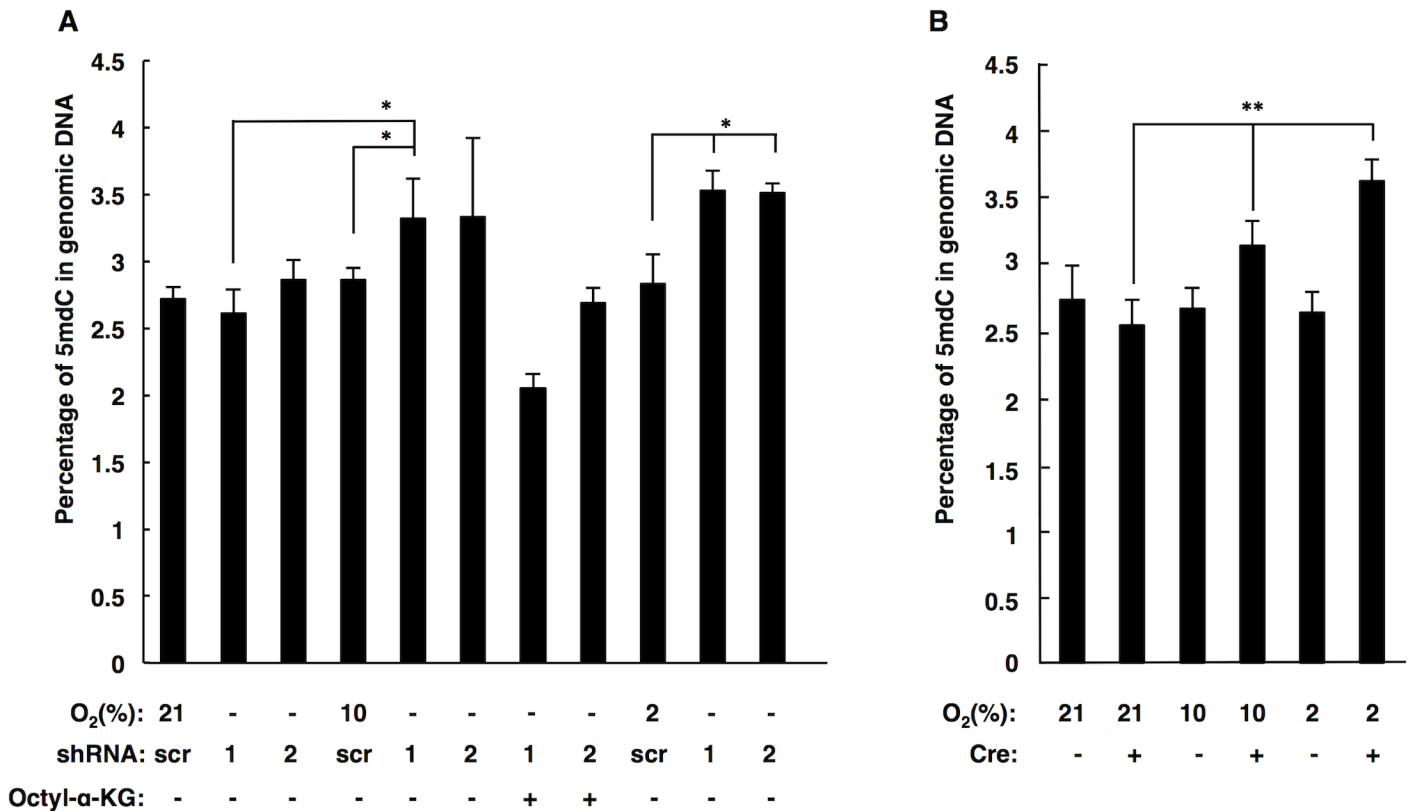 A
Percentage of 5mdC in genomic DNA
4.5
4
3.5
3
2.5
2
1.5
1
0.5
0
*
*
*
O₂(%): 21 - - 10 - - - - 2 - -
shRNA: scr 1 2 scr 1 2 1 2 scr 1 2
Octyl-α-KG: - - - - - - + + - - -
B
Percentage of 5mdC in genomic DNA
4.5
4
3.5
3
2.5
2
1.5
1
0.5
0
**
O₂(%): 21 21 10 10 2 2
Cre: - + - + - +